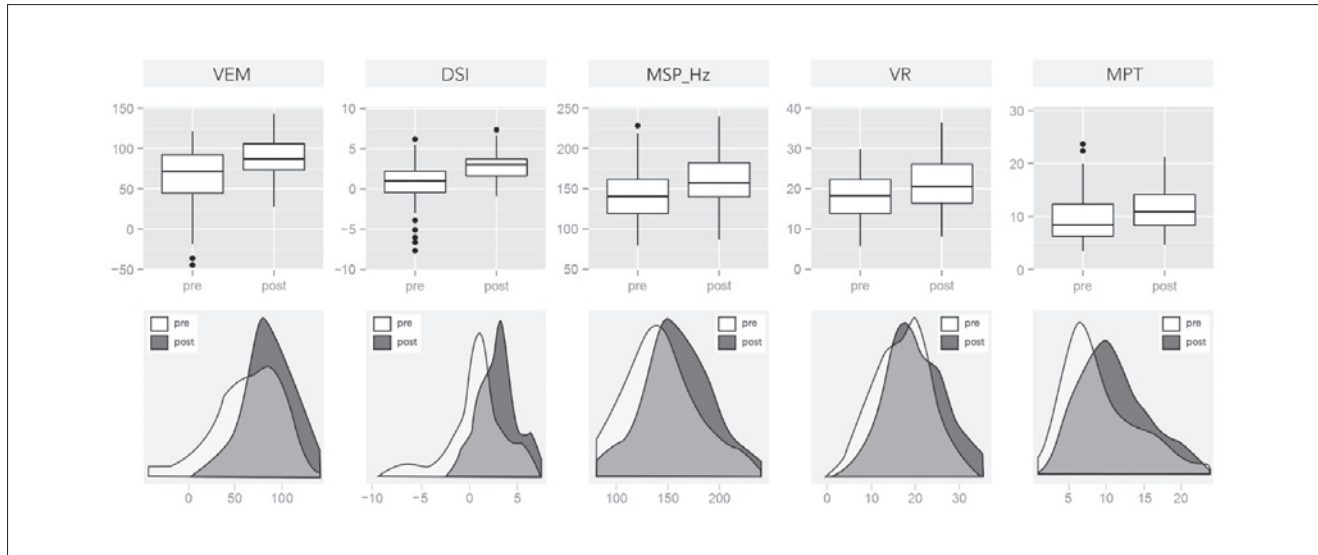 VEM DSI MSP_Hz VR MPT
150 10 250 40 30
100 5 200 30 20
50 0 150 20 10
0 -5 100 10 0
-50 -10 50 0
pre post pre post pre post pre post pre post
pre pre pre pre pre
post post post post post
0 50 100 −10 −5 0 5 100 150 200 0 10 20 30 5 10 15 20